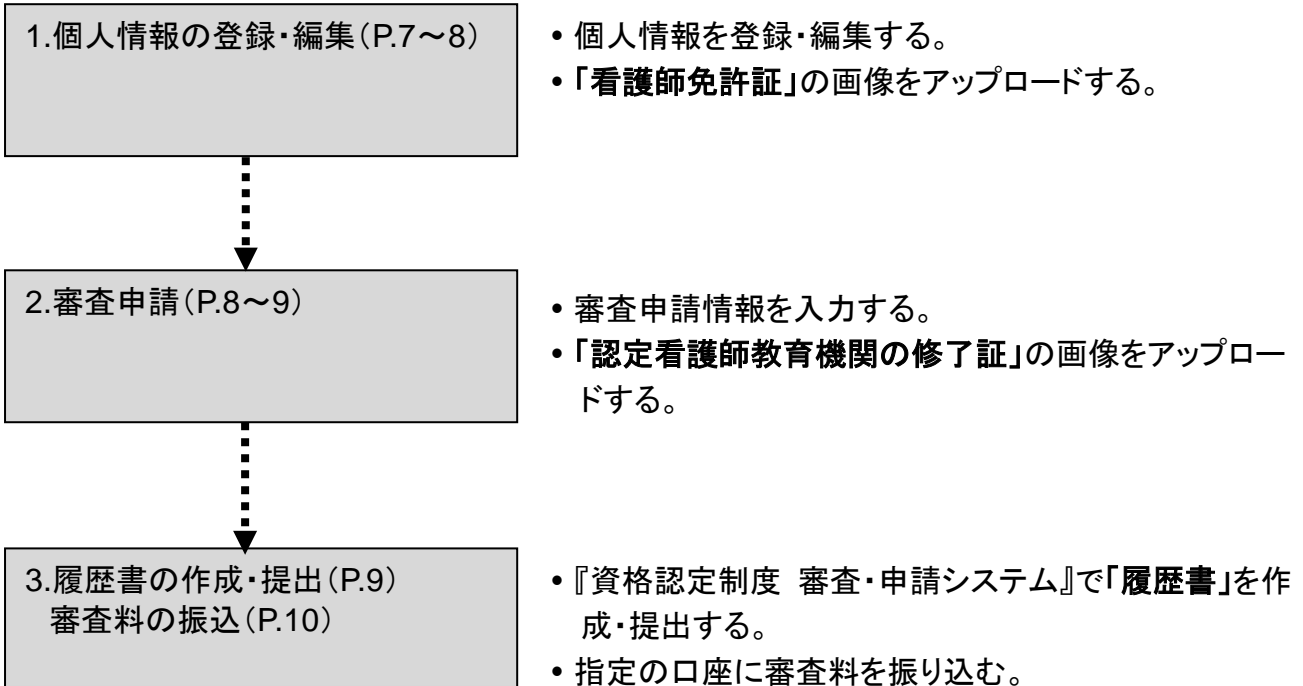 1.個人情報の登録・編集(P.7～8)
• 個人情報を登録・編集する。
• 「看護師免許証」の画像をアップロードする。
2.審査申請(P.8～9)
• 審査申請情報を入力する。
• 「認定看護師教育機関の修了証」の画像をアップロー
ドする。
3.履歴書の作成・提出(P.9)
審査料の振込(P.10)
• 『資格認定制度 審査・申請システム』で「履歴書」を作
成・提出する。
• 指定の口座に審査料を振り込む。